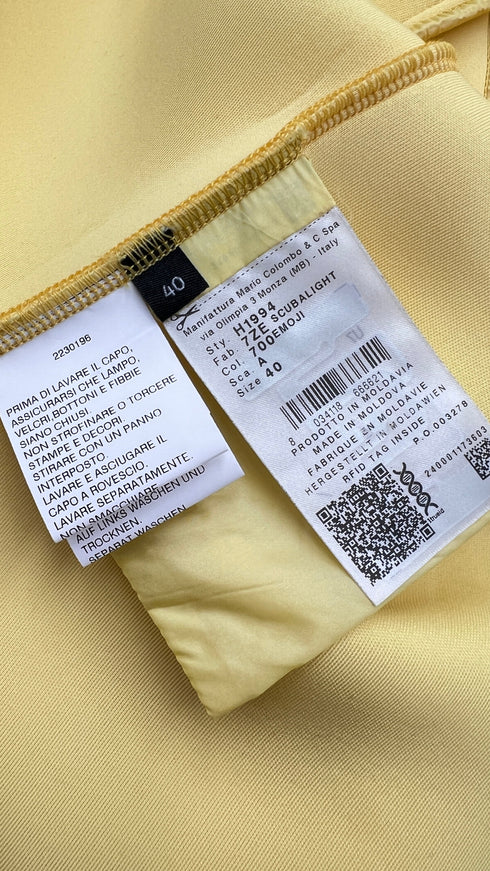 2230196
PRIMA DI LAVARE IL CAPO,
ASSICURARSI CHE LAMPO,
VELCRI,BOTTONI E FIBBIE
SIANO CHIUSI.
NON STROFINARE O TORCERE
STAMPE E DECORI.
STIRARE CON UN PANNO
INTERPOSTO.
LAVARE E ASCIUGARE IL
CAPO A ROVESCIO.
LAVARE SEPARATAMENTE.
NON SMACCHIARE
AUF LINKS WASCHEN UND
TROCKNEN.
SEPARAT WASCHEN
40
Manifattura Mario Colombo & C Spa
via Olimpia 3 Monza (MB) - Italy
Sty. H1994
Fab. 7ZE SCUBALIGHT
Col. 700EMOJI
Sca. A
Size 40
TU
8 034118 666621
PRODOTTO IN MOLDAVIA
MADE IN MOLDOVA
FABRIQUE EN MOLDAVIE
HERGESTELLT IN MOLDAWIEN
RFID TAG INSIDE
P.O.003270
240001173603